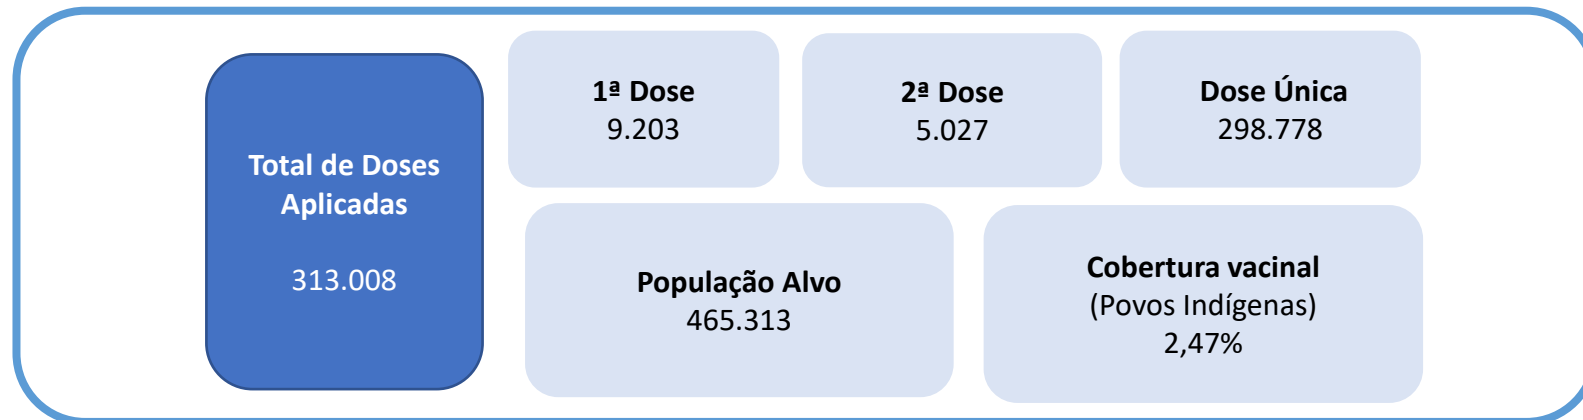 Total de Doses
Aplicadas
313.008
1ª Dose
9.203
2ª Dose
5.027
Dose Única
298.778
População Alvo
465.313
Cobertura vacinal
(Povos Indígenas)
2,47%